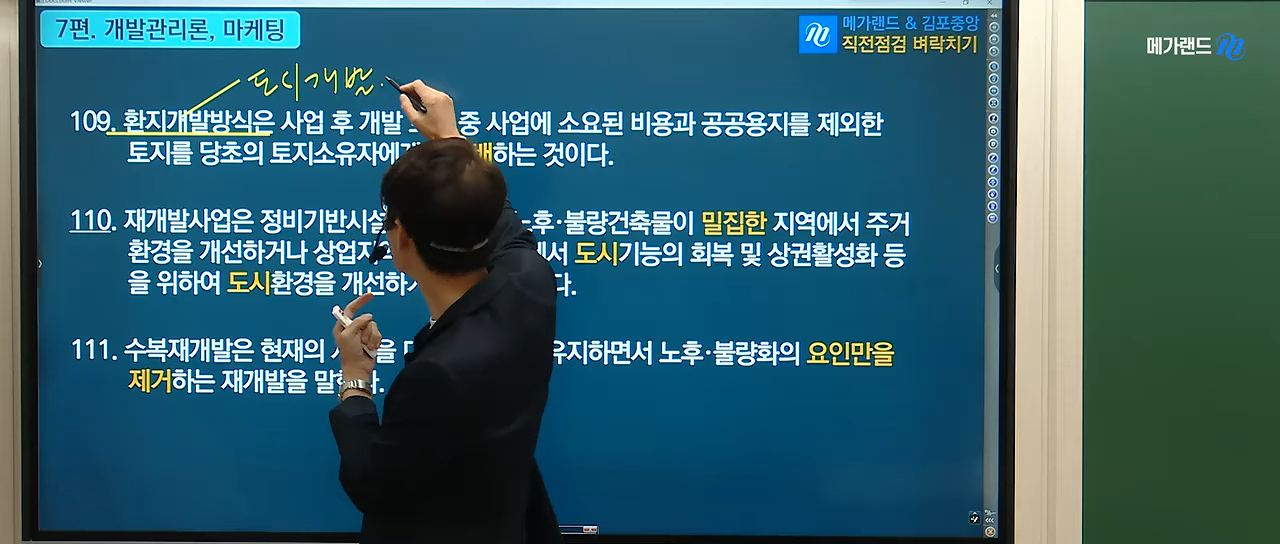 7편. 개발관리론, 마케팅
메가랜드 & 김포중앙
직전점검 벼락치기
메가랜드
도시개발.
109. 환지개발방식은 사업 후 개발 중 사업에 소요된 비용과 공공용지를 제외한
토지를 당초의 토지소유자에게 하는 것이다.
110. 재개발사업은 정비기반시설 노후·불량건축물이 밀집한 지역에서 주거
환경을 개선하거나 상업지역 도시기능의 회복 및 상권활성화 등
을 위하여 도시환경을 개선하기
111. 수복재개발은 현재의 유지하면서 노후·불량화의 요인만을
제거하는 재개발을 말한다.